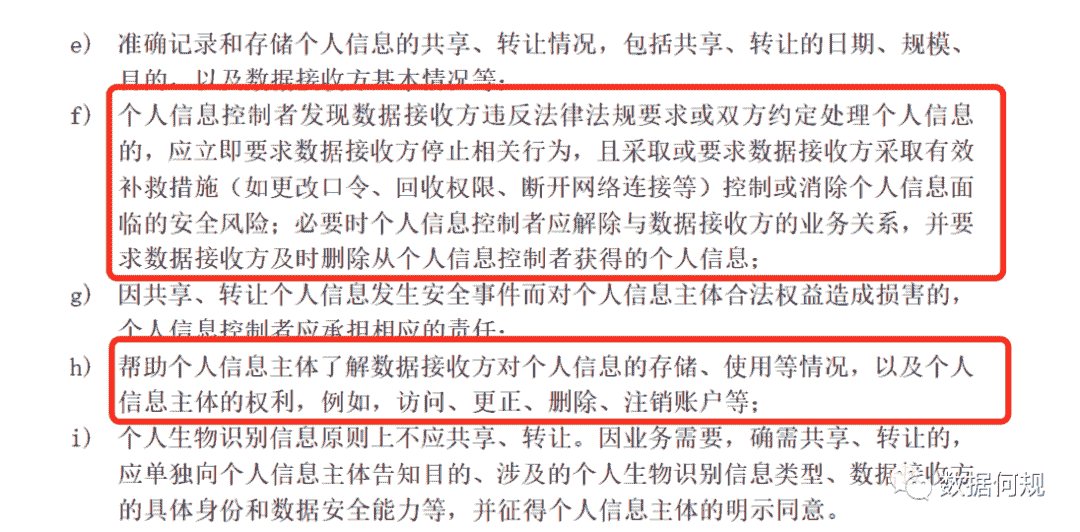 e) 准确记录和存储个人信息的共享、转让情况，包括共享、转让的日期、规模、
目的，以及数据接收方基本情况等；
f) 个人信息控制者发现数据接收方违反法律法规要求或双方约定处理个人信息
的，应立即要求数据接收方停止相关行为，且采取或要求数据接收方采取有效
补救措施（如更改口令、回收权限、断开网络连接等）控制或消除个人信息面
临的安全风险；必要时个人信息控制者应解除与数据接收方的业务关系，并要
求数据接收方及时删除从个人信息控制者获得的个人信息；
g) 因共享、转让个人信息发生安全事件而对个人信息主体合法权益造成损害的，
个人信息控制者应承担相应的责任；
h) 帮助个人信息主体了解数据接收方对个人信息的存储、使用等情况，以及个人
信息主体的权利，例如，访问、更正、删除、注销账户等；
i) 个人生物识别信息原则上不应共享、转让。因业务需要，确需共享、转让的，
应单独向个人信息主体告知目的、涉及的个人生物识别信息类型、数据接收方
的具体身份和数据安全能力等，并征得个人信息主体的明示同意。
数据何规